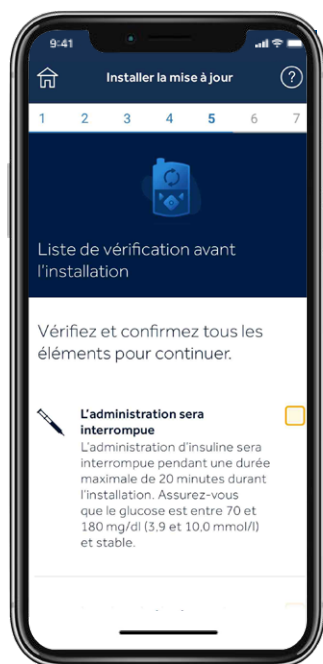 9:41
Installer la mise à jour ?
1 2 3 4 5 6 7
Liste de vérification avant
l'installation
Vérifiez et confirmez tous les
éléments pour continuer.
L'administration sera
interrompue
L'administration d'insuline sera
interrompue pendant une durée
maximale de 20 minutes durant
l'installation. Assurez-vous
que le glucose est entre 70 et
180 mg/dl (3,9 et 10,0 mmol/l)
et stable.